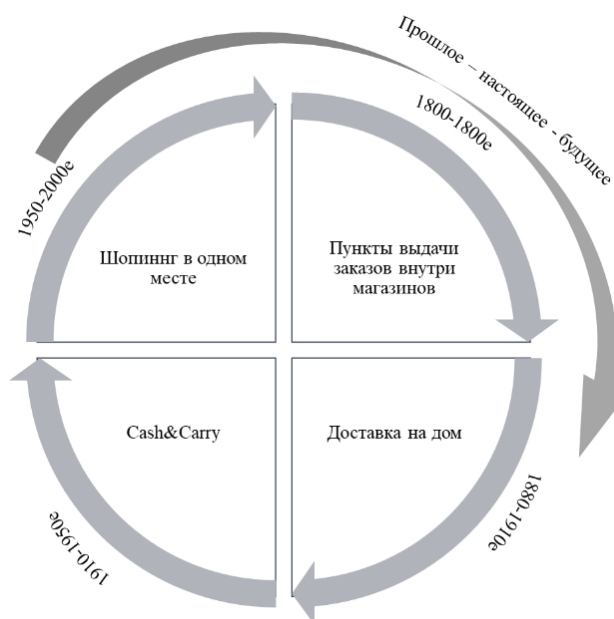 Прошлое – настоящее - будущее
1800-1800е
1950-2000е
Шопиннг в одном
месте
Пункты выдачи
заказов внутри
магазинов
Cash&Carry
Доставка на дом
1910-1950е
1880-1910е